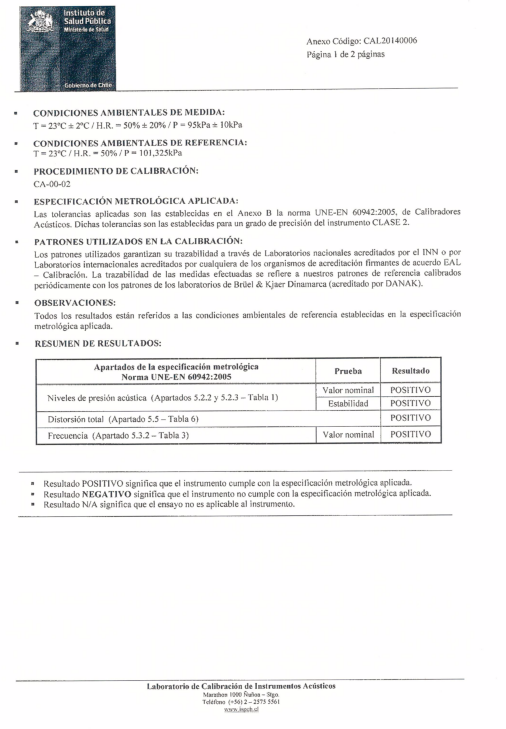 Instituto de
Salud Pública
Ministerio de Salud
Gobierno de Chile
Anexo Código: CAL20140006
Página 1 de 2 páginas
▪ CONDICIONES AMBIENTALES DE MEDIDA:
T = 23ºC ± 2ºC / H.R. = 50% ± 20% / P = 95kPa ± 10kPa
▪ CONDICIONES AMBIENTALES DE REFERENCIA:
T = 23ºC / H.R. = 50% / P = 101,325kPa
▪ PROCEDIMIENTO DE CALIBRACIÓN:
CA-00-02
▪ ESPECIFICACIÓN METROLÓGICA APLICADA:
Las tolerancias aplicadas son las establecidas en el Anexo B la norma UNE-EN 60942:2005, de Calibradores
Acústicos. Dichas tolerancias son las establecidas para un grado de precisión del instrumento CLASE 2.
▪ PATRONES UTILIZADOS EN LA CALIBRACIÓN:
Los patrones utilizados garantizan su trazabilidad a través de Laboratorios nacionales acreditados por el INN o por
Laboratorios internacionales acreditados por cualquiera de los organismos de acreditación firmantes de acuerdo EAL
– Calibración. La trazabilidad de las medidas efectuadas se refiere a nuestros patrones de referencia calibrados
periódicamente con los patrones de los laboratorios de Brüel & Kjaer Dinamarca (acreditado por DANAK).
▪ OBSERVACIONES:
Todos los resultados están referidos a las condiciones ambientales de referencia establecidas en la especificación
metrológica aplicada.
▪ RESUMEN DE RESULTADOS:
Apartados de la especificación metrológica
Norma UNE-EN 60942:2005 Prueba Resultado
Niveles de presión acústica (Apartados 5.2.2 y 5.2.3 – Tabla 1) Valor nominal POSITIVO
Estabilidad POSITIVO
Distorsión total (Apartado 5.5 – Tabla 6) POSITIVO
Frecuencia (Apartado 5.3.2 – Tabla 3) Valor nominal POSITIVO
▪ Resultado POSITIVO significa que el instrumento cumple con la especificación metrológica aplicada.
▪ Resultado NEGATIVO significa que el instrumento no cumple con la especificación metrológica aplicada.
▪ Resultado N/A significa que el ensayo no es aplicable al instrumento.
Laboratorio de Calibración de Instrumentos Acústicos
Marathon 1000 Ñuñoa – Stgo.
Teléfono (+56) 2 – 2575 5561
www.ispch.cl